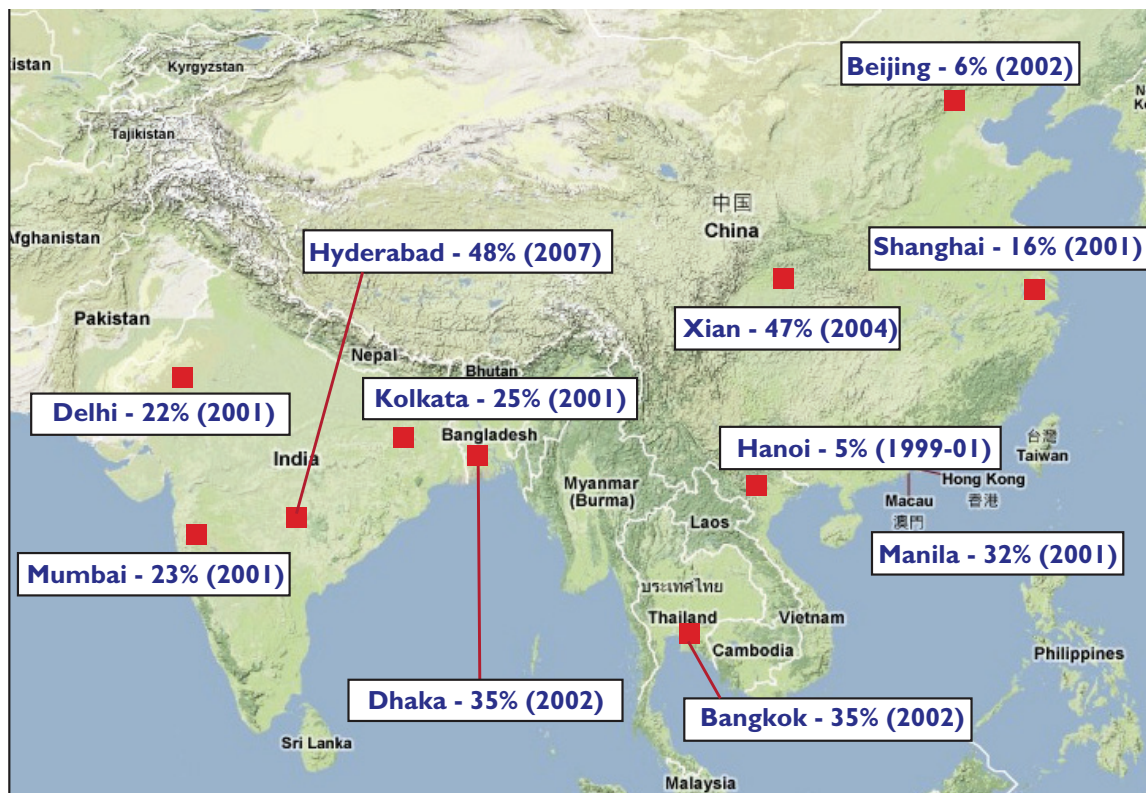 Beijing - 6% (2002)
istan
Kyrgyzstan
Tajikistan
Afghanistan
中国
China
Shanghai - 16% (2001)
Hyderabad - 48% (2007)
Pakistan
Xian - 47% (2004)
Nepal
Bhutan
Kolkata - 25% (2001)
Delhi - 22% (2001)
Bangladesh
India
Hanoi - 5% (1999-01)
台灣
Taiwan
Hong Kong
香港
Macau
澳門
Myanmar
(Burma)
Laos
Manila - 32% (2001)
Mumbai - 23% (2001)
ประเทศไทย
Thailand
Vietnam
Cambodia
Philippines
Dhaka - 35% (2002)
Bangkok - 35% (2002)
Sri Lanka
Malaysia